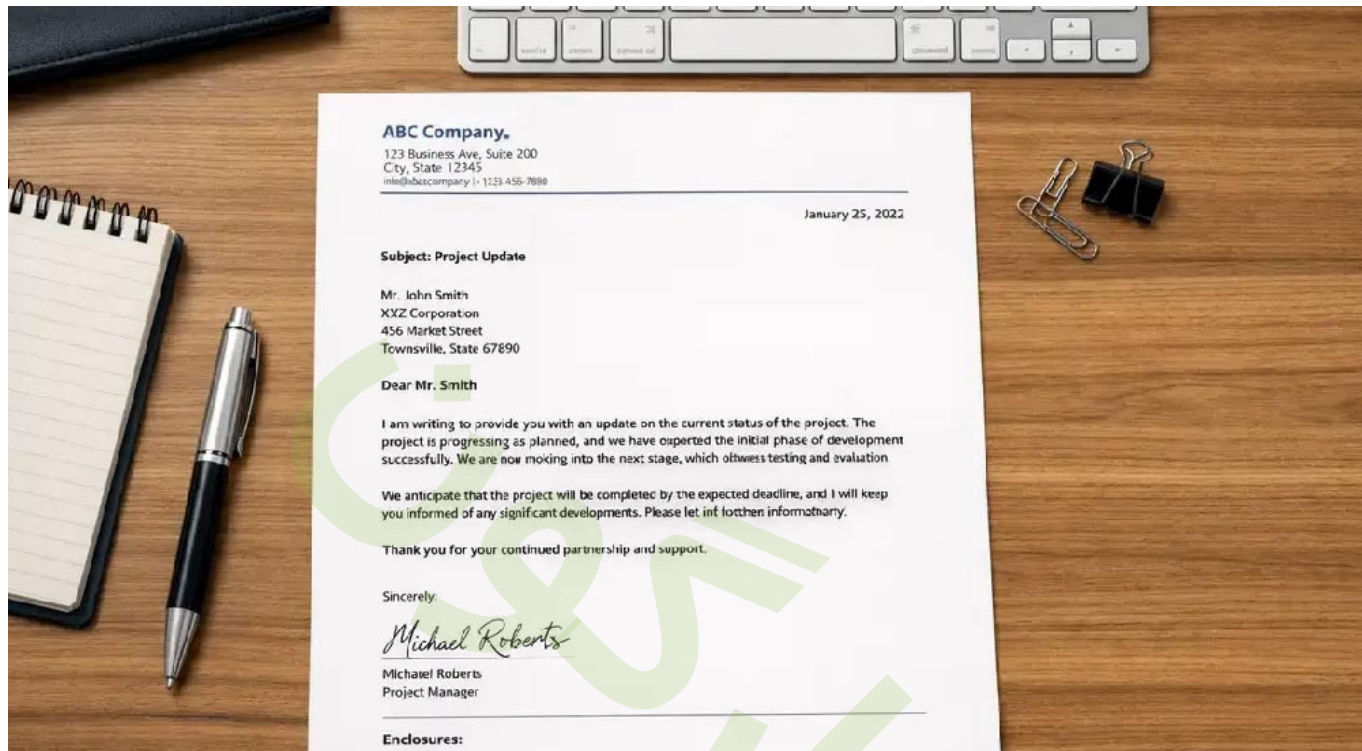 ABC Company.
123 Business Ave, Suite 200
City, State 12345
January 25, 2022
Subject: Project Update
Mr. John Smith
XXZ Corporation
456 Market Street
Townsville, State 67890
Dear Mr. Smith
I am writing to provide you with an update on the current status of the project. The
project is progressing as planned, and we have experted the initial phase of development
successfully. We are now moking into the next stage, which testing and evaluation
We anticipate that the project will be completed by the expected deadline, and I will keep
you informed of any significant developments. Please let inf
Thank you for your continued partnership and support.
Sincerely
Michael Roberts
Michael Roberts
Project Manager
Enclosures: